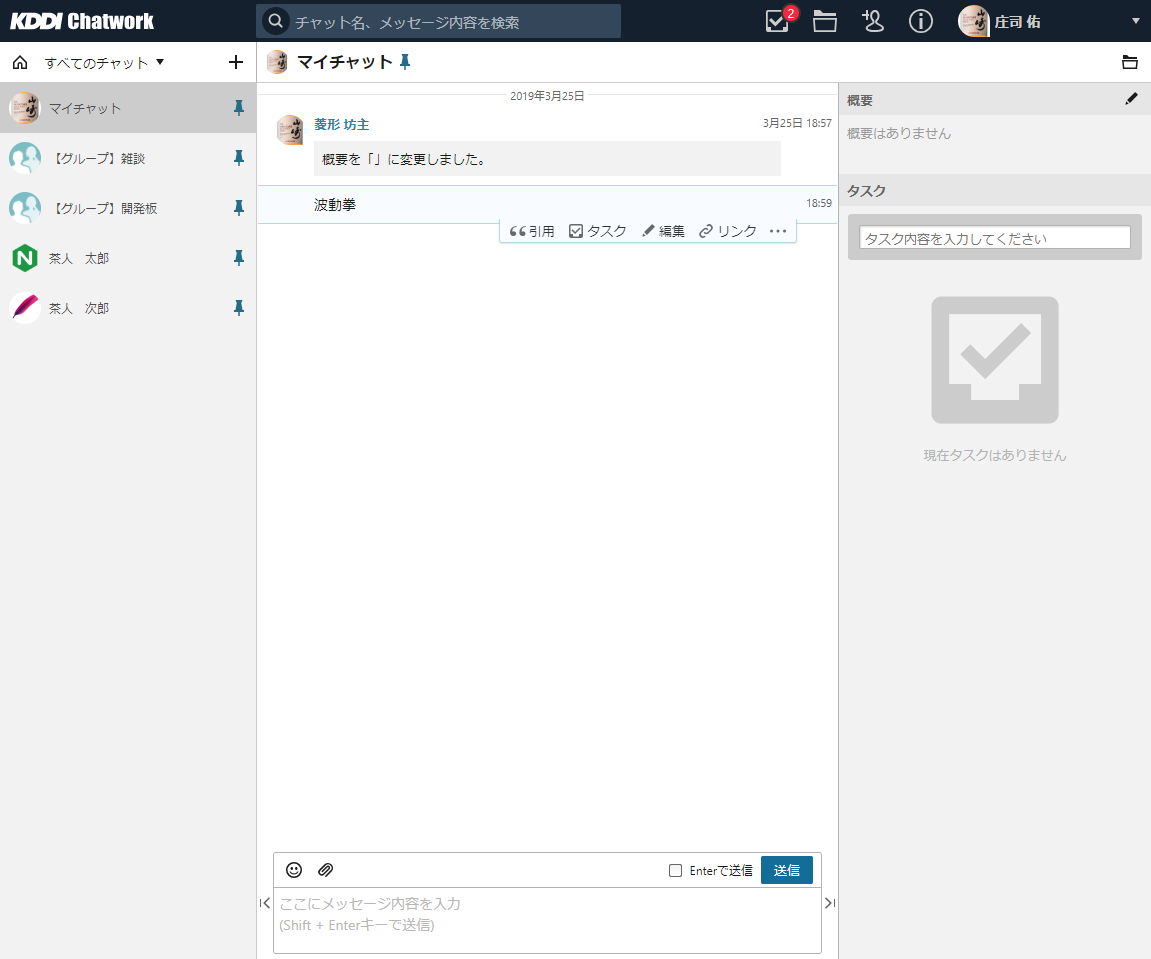 KDDI Chatwork
チャット名、メッセージ内容を検索
2
庄司 佑
すべてのチャット ▼
マイチャット
概要
2019年3月25日
マイチャット
【グループ】雑談
【グループ】開発板
茶人　太郎
茶人　次郎
菱形 坊主
3月25日 18:57
概要を「」に変更しました。
波動拳
18:59
引用 タスク 編集 リンク
概要はありません
タスク
タスク内容を入力してください
現在タスクはありません
Enterで送信
送信
ここにメッセージ内容を入力
(Shift + Enterキーで送信)